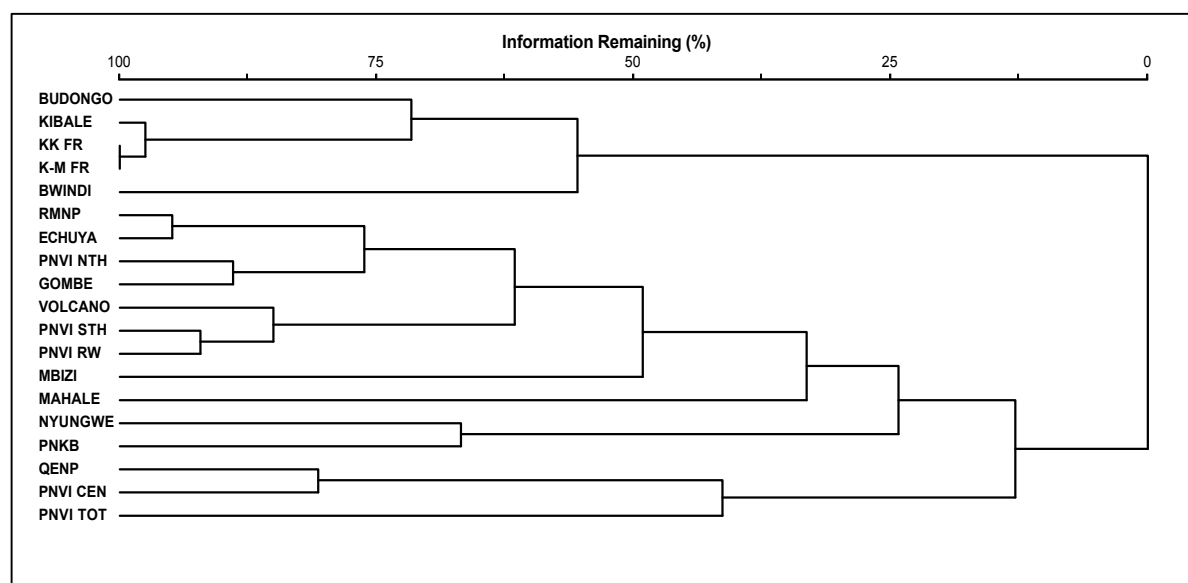 Information Remaining (%)
100 75 50 25 0
BUDONGO
KIBALE
KK FR
K-M FR
BWINDI
RMNP
ECHUYA
PNVI NTH
GOMBE
VOLCANO
PNVI STH
PNVI RW
MBIZI
MAHALE
NYUNGWE
PNKB
QENP
PNVI CEN
PNVI TOT